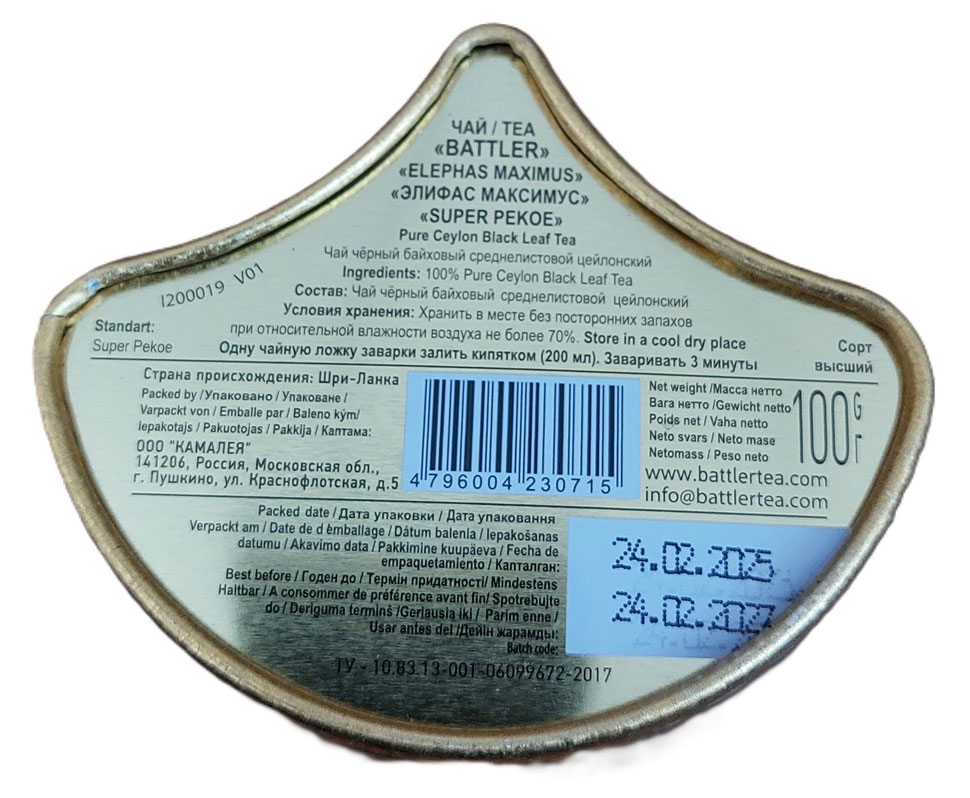 ЧАЙ / TEA
«BATTLER»
«ELEPHAS MAXIMUS»
«ЭЛИФАС МАКСИМУС»
«SUPER PEKOE»
Pure Ceylon Black Leaf Tea
Чай чёрный байховый среднелистовой цейлонский
Ingredients: 100% Pure Ceylon Black Leaf Tea
I200019 V01
Состав: Чай чёрный байховый среднелистовой цейлонский
Условия хранения: Хранить в месте без посторонних запахов
при относительной влажности воздуха не более 70%. Store in a cool dry place
Standart:
Super Pekoe
Одну чайную ложку заварки залить кипятком (200 мл). Заваривать 3 минуты
Сорт
высший
Страна происхождения: Шри-Ланка
Packed by /Упаковано / Упаковане /
Varpackt von / Emballe par / Baleno kým/
Iepakotajs / Pakuotojas / Pakkija / Каптама:
ООО "КАМАЛЕЯ"
141206, Россия, Московская обл.,
г. Пушкино, ул. Краснофлотская, д.5
4 796004 230715
Net weight /Масса нетто
Вага нетто /Gewicht netto
Poids net / Vaha netto
Neto svars / Neto mase
Netomass / Peso neto
100 G
Г
www.battlertea.com
info@battlertea.com
Packed date / Дата упаковки / Дата упаковання
Verpackt am / Date de d èmballage / Dátum balenia / Iepakošanas
datumu / Akavimo data / Pakkimine kuupäeva / Fecha de
empaquetamiento / Капталган:
Best before / Годен до / Термін придатності/ Mindestens
Haltbar / A consommer de préférence avant fin/ Spotrebujte
do / Deriguma termiņš /Gerjausią iki / Parim enne /
Usar antes del /Дейін жарамды:
Batch code:
24.02.2025
24.02.2027
ТУ - 10.83.13-001-06099672-2017